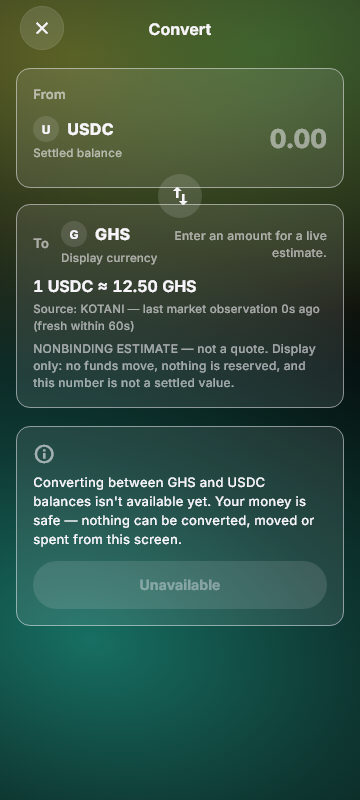 Convert
From
U USDC
Settled balance
0.00
To
G GHS
Display currency
Enter an amount for a live
estimate.
1 USDC ≈ 12.50 GHS
Source: KOTANI — last market observation 0s ago
(fresh within 60s)
NONBINDING ESTIMATE — not a quote. Display
only: no funds move, nothing is reserved, and
this number is not a settled value.
Converting between GHS and USDC
balances isn't available yet. Your money is
safe — nothing can be converted, moved or
spent from this screen.
Unavailable